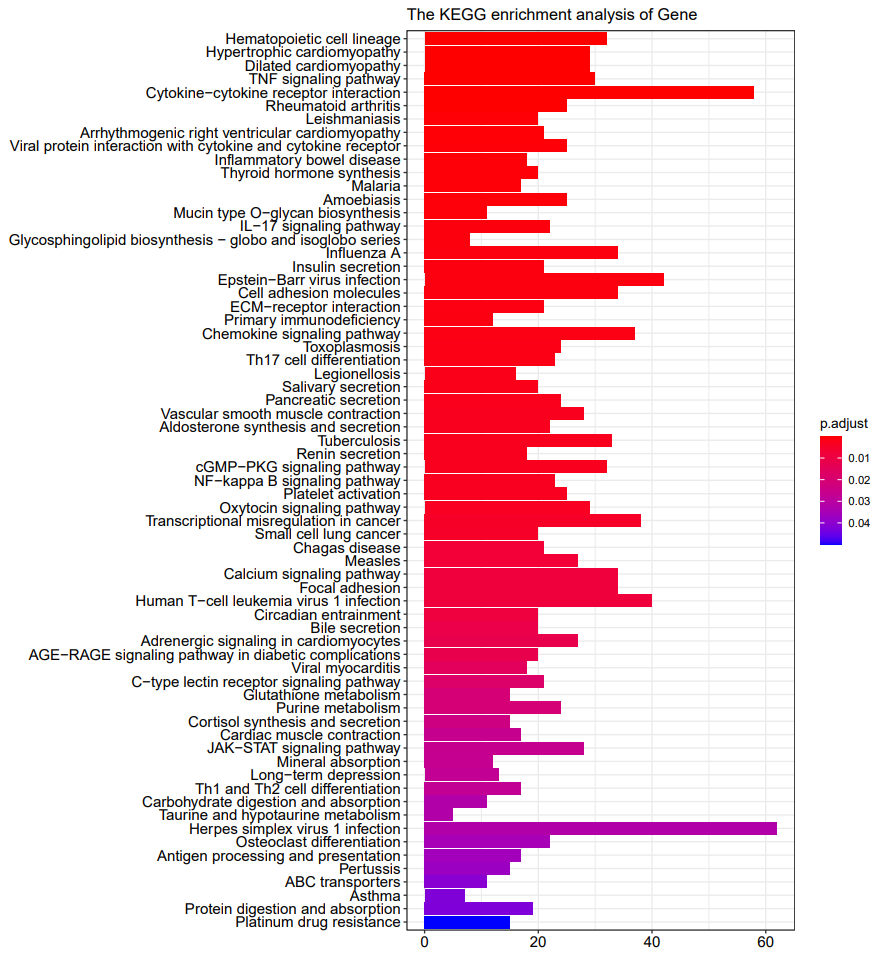 The KEGG enrichment analysis of Gene
Hematopoietic cell lineage
Hypertrophic cardiomyopathy
Dilated cardiomyopathy
TNF signaling pathway
Cytokine−cytokine receptor interaction
Rheumatoid arthritis
Leishmaniasis
Arrhythmogenic right ventricular cardiomyopathy
Viral protein interaction with cytokine and cytokine receptor
Inflammatory bowel disease
Thyroid hormone synthesis
Malaria
Amoebiasis
Mucin type O−glycan biosynthesis
IL−17 signaling pathway
Glycosphingolipid biosynthesis − globo and isoglobo series
Influenza A
Insulin secretion
Epstein−Barr virus infection
Cell adhesion molecules
ECM−receptor interaction
Primary immunodeficiency
Chemokine signaling pathway
Toxoplasmosis
Th17 cell differentiation
Legionellosis
Salivary secretion
Pancreatic secretion
Vascular smooth muscle contraction
Aldosterone synthesis and secretion
Tuberculosis
Renin secretion
cGMP−PKG signaling pathway
NF−kappa B signaling pathway
Platelet activation
Oxytocin signaling pathway
Transcriptional misregulation in cancer
Small cell lung cancer
Chagas disease
Measles
Calcium signaling pathway
Focal adhesion
Human T−cell leukemia virus 1 infection
Circadian entrainment
Bile secretion
Adrenergic signaling in cardiomyocytes
AGE−RAGE signaling pathway in diabetic complications
Viral myocarditis
C−type lectin receptor signaling pathway
Glutathione metabolism
Purine metabolism
Cortisol synthesis and secretion
Cardiac muscle contraction
JAK−STAT signaling pathway
Mineral absorption
Long−term depression
Th1 and Th2 cell differentiation
Carbohydrate digestion and absorption
Taurine and hypotaurine metabolism
Herpes simplex virus 1 infection
Osteoclast differentiation
Antigen processing and presentation
Pertussis
ABC transporters
Asthma
Protein digestion and absorption
Platinum drug resistance
0 20 40 60
p.adjust
0.01
0.02
0.03
0.04